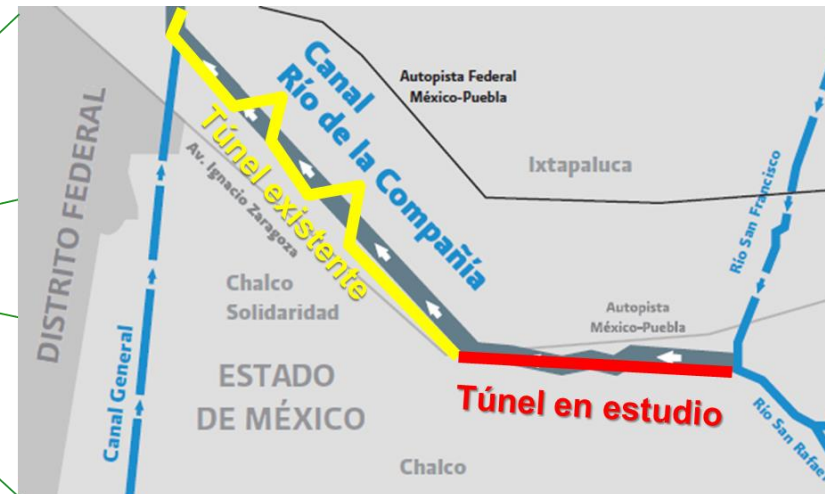 Canal
Río de la Compañía
Autopista Federal
México-Puebla
DISTRITO FEDERAL
Túnel existente
Av. Ignacio Zaragoza
Ixtapaluca
Río San Francisco
Chalco
Solidaridad
Autopista
México-Puebla
Canal General
ESTADO
DE MÉXICO
Túnel en estudio
Río San Rafael
Chalco